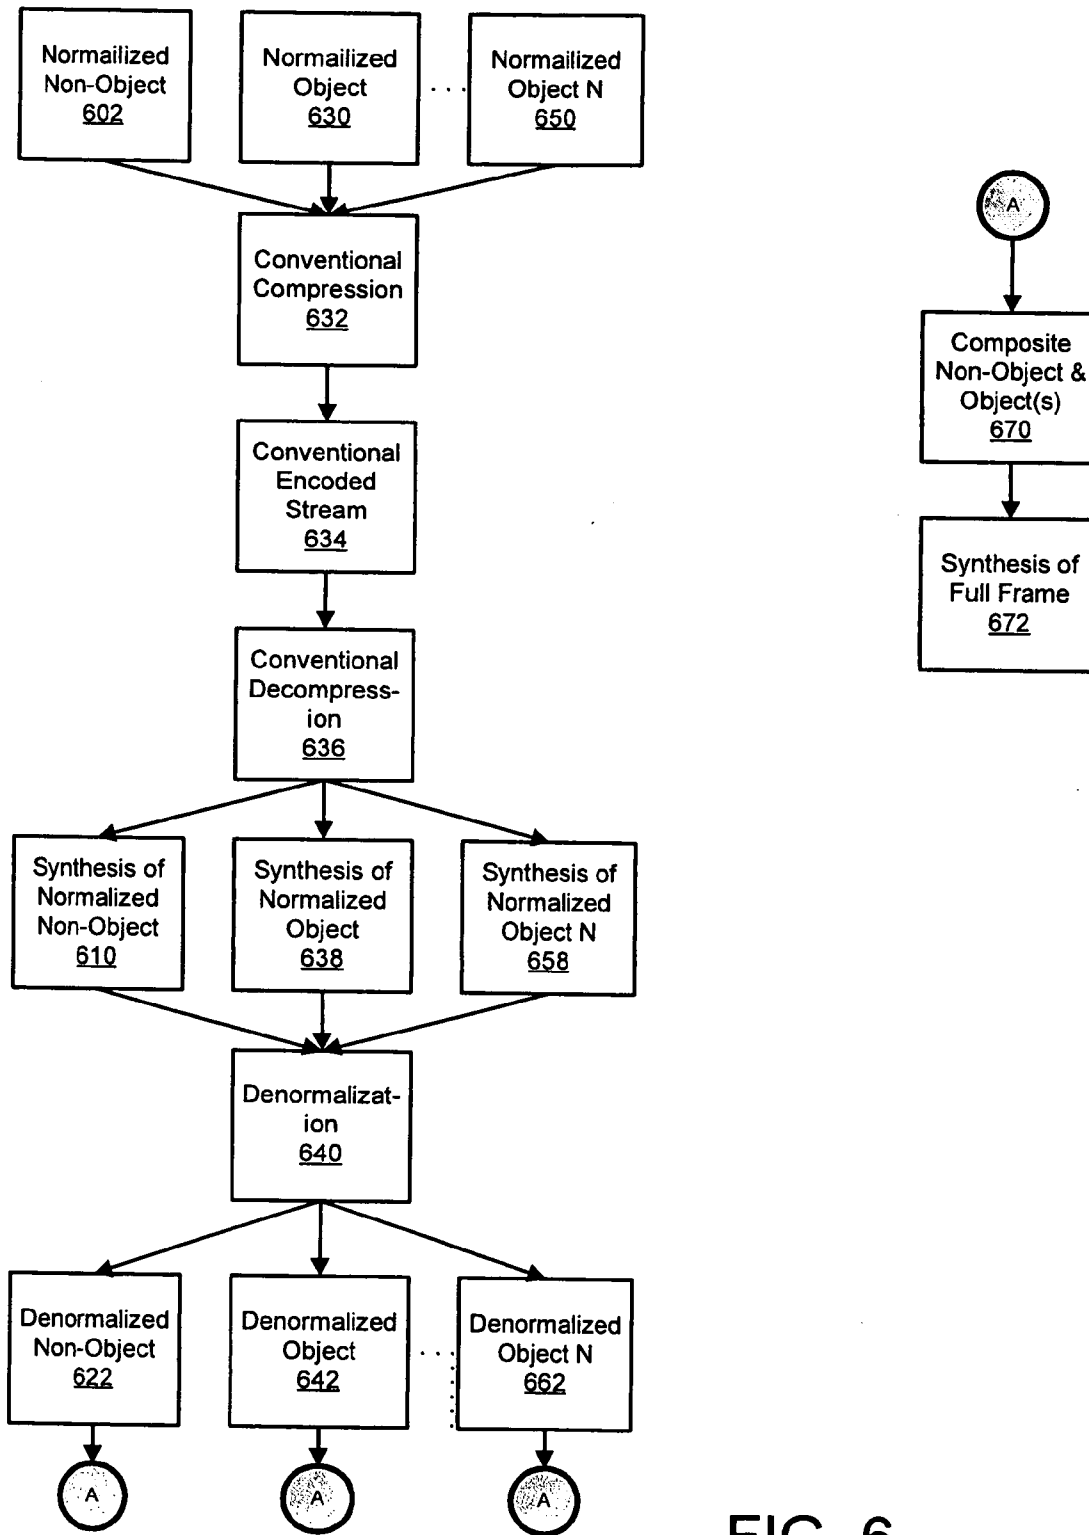 Normailized
Non-Object
602
Normailized
Object
630
. . .
Normailized
Object N
650
Conventional
Compression
632
Conventional
Encoded
Stream
634
Conventional
Decompress-
ion
636
Synthesis of
Normalized
Non-Object
610
Synthesis of
Normalized
Object
638
Synthesis of
Normalized
Object N
658
Denormalizat-
ion
640
Denormalized
Non-Object
622
Denormalized
Object
642
. . .
Denormalized
Object N
662
A
A
A
A
Composite
Non-Object &
Object(s)
670
Synthesis of
Full Frame
672
FIG. 6